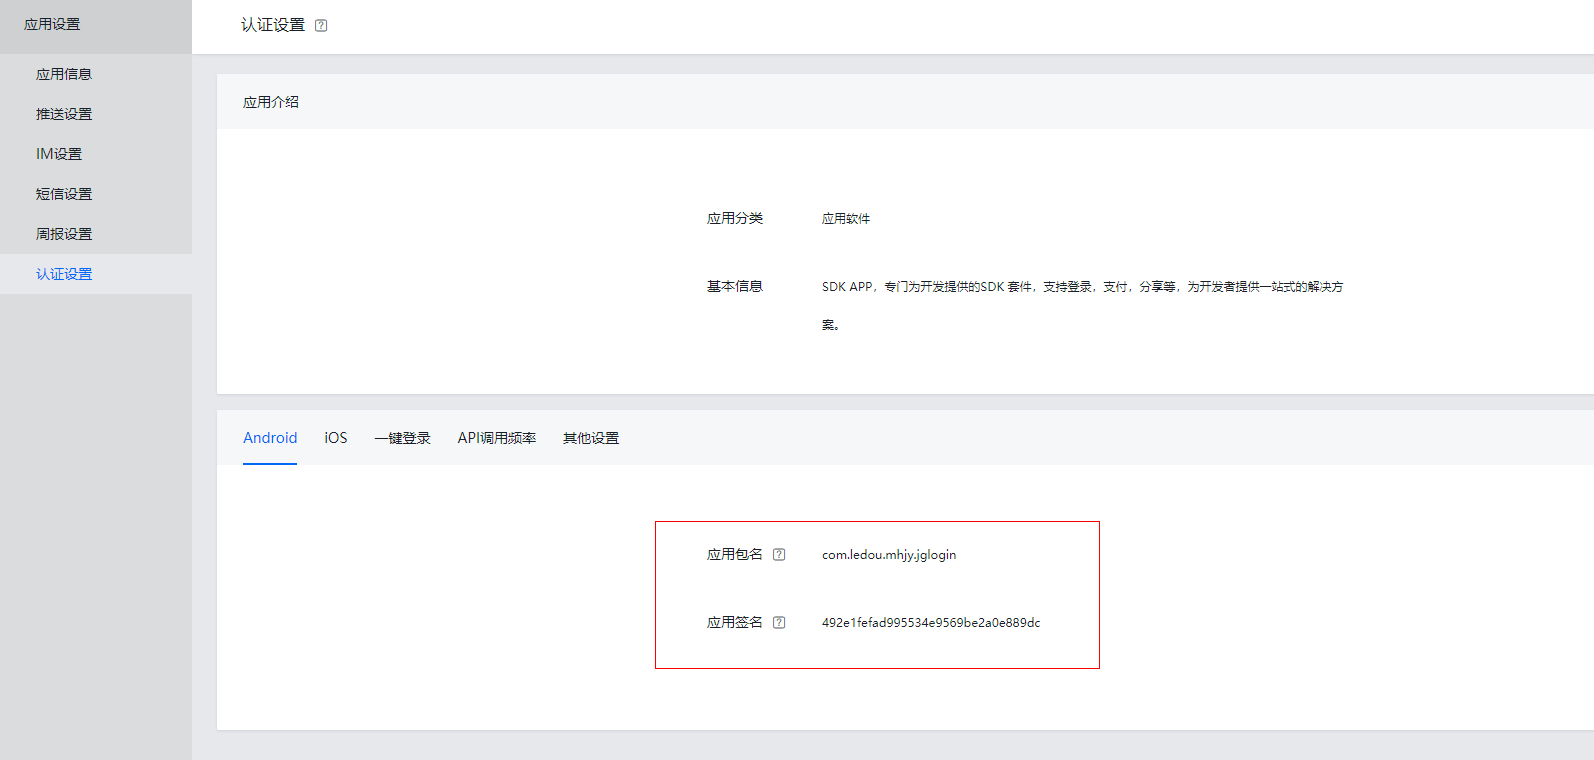 应用设置
认证设置
应用信息
推送设置
IM设置
短信设置
周报设置
认证设置
应用介绍
应用分类 应用软件
基本信息 SDK APP，专门为开发提供的SDK 套件，支持登录，支付，分享等，为开发者提供一站式的解决方
案。
Android iOS 一键登录 API调用频率 其他设置
应用包名 com.ledou.mhjy.jglogin
应用签名 492e1fefad995534e9569be2a0e889dc